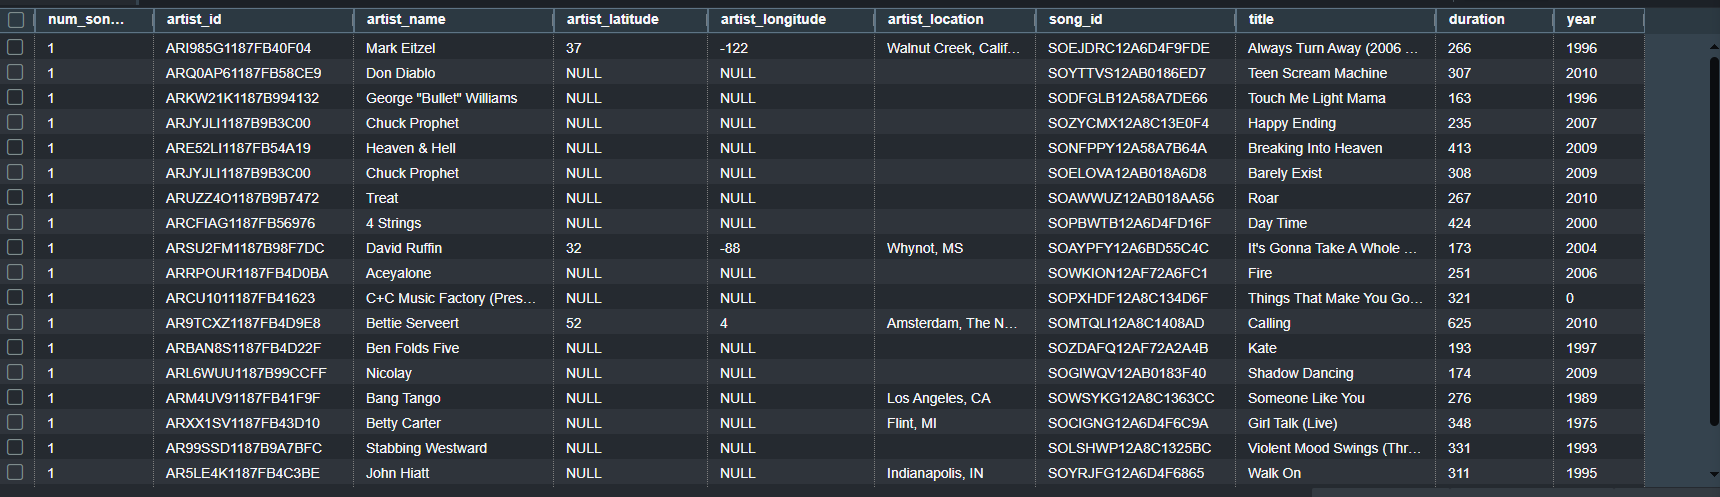 num_son... artist_id artist_name artist_latitude artist_longitude artist_location song_id title duration year
1 ARI985G1187FB40F04 Mark Eitzel 37 -122 Walnut Creek, Calif... SOEJDRC12A6D4F9FDE Always Turn Away (2006 ... 266 1996
1 ARQ0AP61187FB58CE9 Don Diablo NULL NULL SOYTTVS12AB0186ED7 Teen Scream Machine 307 2010
1 ARKW21K1187B994132 George "Bullet" Williams NULL NULL SODFGLB12A58A7DE66 Touch Me Light Mama 163 1996
1 ARJYJLI1187B9B3C00 Chuck Prophet NULL NULL SOZYCMX12A8C13E0F4 Happy Ending 235 2007
1 ARE52LI1187FB54A19 Heaven & Hell NULL NULL SONFPPY12A58A7B64A Breaking Into Heaven 413 2009
1 ARJYJLI1187B9B3C00 Chuck Prophet NULL NULL SOELOVA12AB018A6D8 Barely Exist 308 2009
1 ARUZZ4O1187B9B7472 Treat NULL NULL SOAWWUZ12AB018AA56 Roar 267 2010
1 ARCFIAG1187FB56976 4 Strings NULL NULL SOPBWTB12A6D4FD16F Day Time 424 2000
1 ARSU2FM1187B98F7DC David Ruffin 32 -88 Whynot, MS SOAYPFY12A6BD55C4C It's Gonna Take A Whole ... 173 2004
1 ARRPOUR1187FB4D0BA Aceyalone NULL NULL SOWKION12AF72A6FC1 Fire 251 2006
1 ARCU1011187FB41623 C+C Music Factory (Pres... NULL NULL SOPXHDF12A8C134D6F Things That Make You Go... 321 0
1 AR9TCXZ1187FB4D9E8 Bettie Serveert 52 4 Amsterdam, The N... SOMTQLI12A8C1408AD Calling 625 2010
1 ARBAN8S1187FB4D22F Ben Folds Five NULL NULL SOZDAFQ12AF72A2A4B Kate 193 1997
1 ARL6WUU1187B99CCFF Nicolay NULL NULL SOGIWQV12AB0183F40 Shadow Dancing 174 2009
1 ARM4UV91187FB41F9F Bang Tango NULL NULL Los Angeles, CA SOWSYKG12A8C1363CC Someone Like You 276 1989
1 ARXX1SV1187FB43D10 Betty Carter NULL NULL Flint, MI SOCIGNG12A6D4F6C9A Girl Talk (Live) 348 1975
1 AR99SSD1187B9A7BFC Stabbing Westward NULL NULL SOLSHWP12A8C1325BC Violent Mood Swings (Thr... 331 1993
1 AR5LE4K1187FB4C3BE John Hiatt NULL NULL Indianapolis, IN SOYRJFG12A6D4F6865 Walk On 311 1995